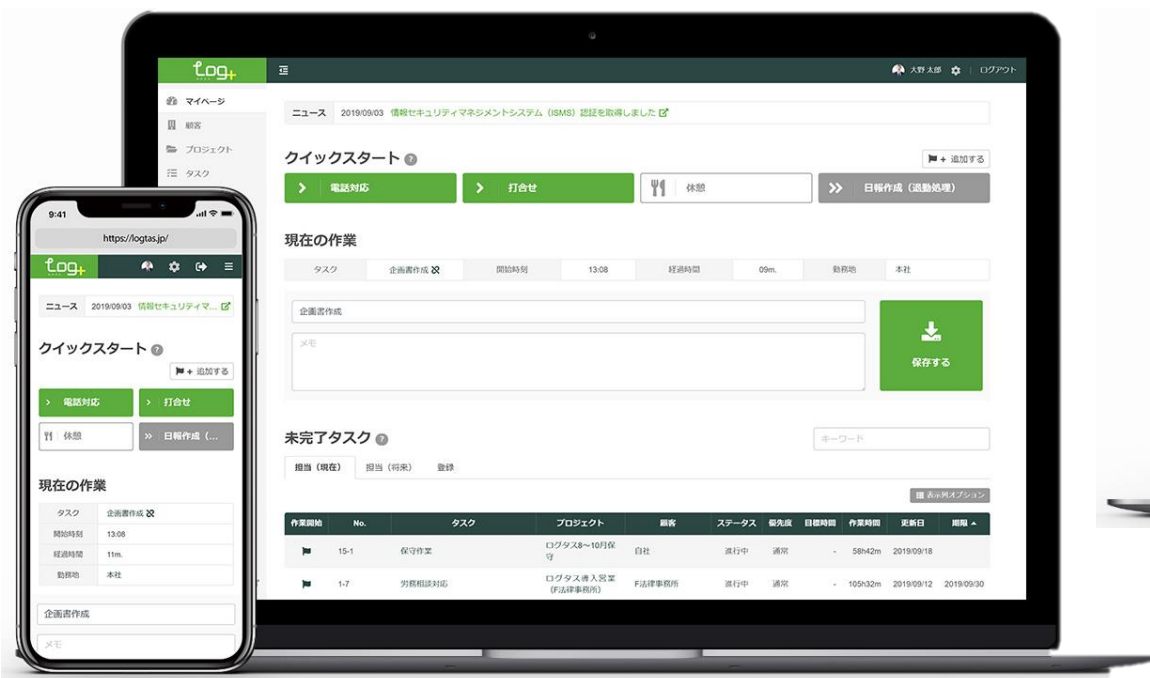 Log+
大野 太郎
ログアウト
マイページ
顧客
プロジェクト
タスク
ニュース 2019/09/03 情報セキュリティマネジメントシステム(ISMS)認証を取得しました
クイックスタート ?
+ 追加する
電話対応
打合せ
休憩
日報作成(退勤処理)
現在の作業
タスク 企画書作成 開始時刻 13:08 経過時間 09m. 勤務地 本社
企画書作成
メモ
保存する
未完了タスク ?
キーワード
担当(現在) 担当(将来) 登録
表示列オプション
作業開始 No. タスク プロジェクト 顧客 ステータス 優先度 目標時間 作業時間 更新日 期限
15-1 保守作業 ログタス8〜10月保守 自社 進行中 通常 - 58h42m 2019/09/18
1-7 労務相談対応 ログタス導入営業(F法律事務所) F法律事務所 進行中 通常 - 105h32m 2019/09/12 2019/09/30
9:41
https://logtas.jp/
Log+
ニュース 2019/09/03 情報セキュリティマ...
クイックスタート ?
+ 追加する
電話対応
打合せ
休憩
日報作成(...
現在の作業
タスク 企画書作成
開始時刻 13:08
経過時間 11m.
勤務地 本社
企画書作成
メモ